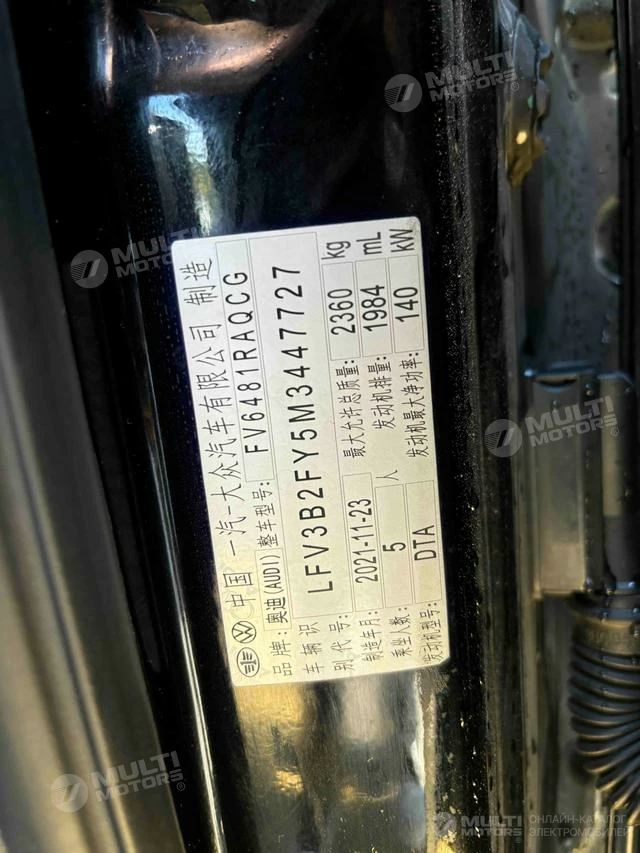 中国一汽-大众汽车有限公司 制造
品牌:奥迪(AUDI) 整车型号: FV6481RAQCG
车辆识别代号: LFV3B2FY5M3447727
制造年月: 2021-11-23 最大允许总质量: 2360 kg
乘坐人数: 5 人 发动机排量: 1984 mL
发动机型号: DTA 发动机最大净功率: 140 kW
MULTI MOTORS®
MULTI MOTORS®
MULTI MOTORS®
MULTI MOTORS®
MULTI MOTORS® ОНЛАЙН-КАТАЛОГ ЭЛЕКТРОМОБИЛЕЙ